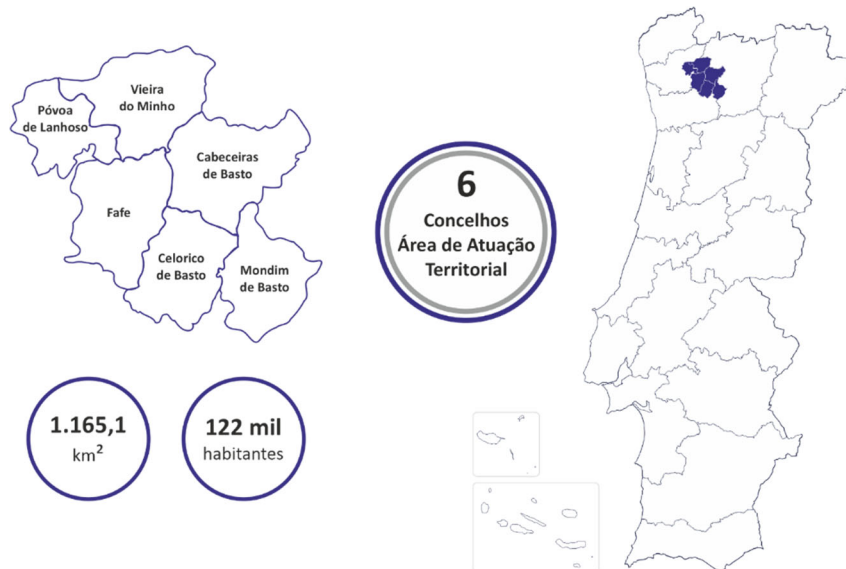 Vieira
do Minho
Póvoa
de Lanhoso
Cabeceiras
de Basto
Fafe
Celorico
de Basto
Mondim
de Basto
6
Concelhos
Área de Atuação
Territorial
1.165,1
km²
122 mil
habitantes